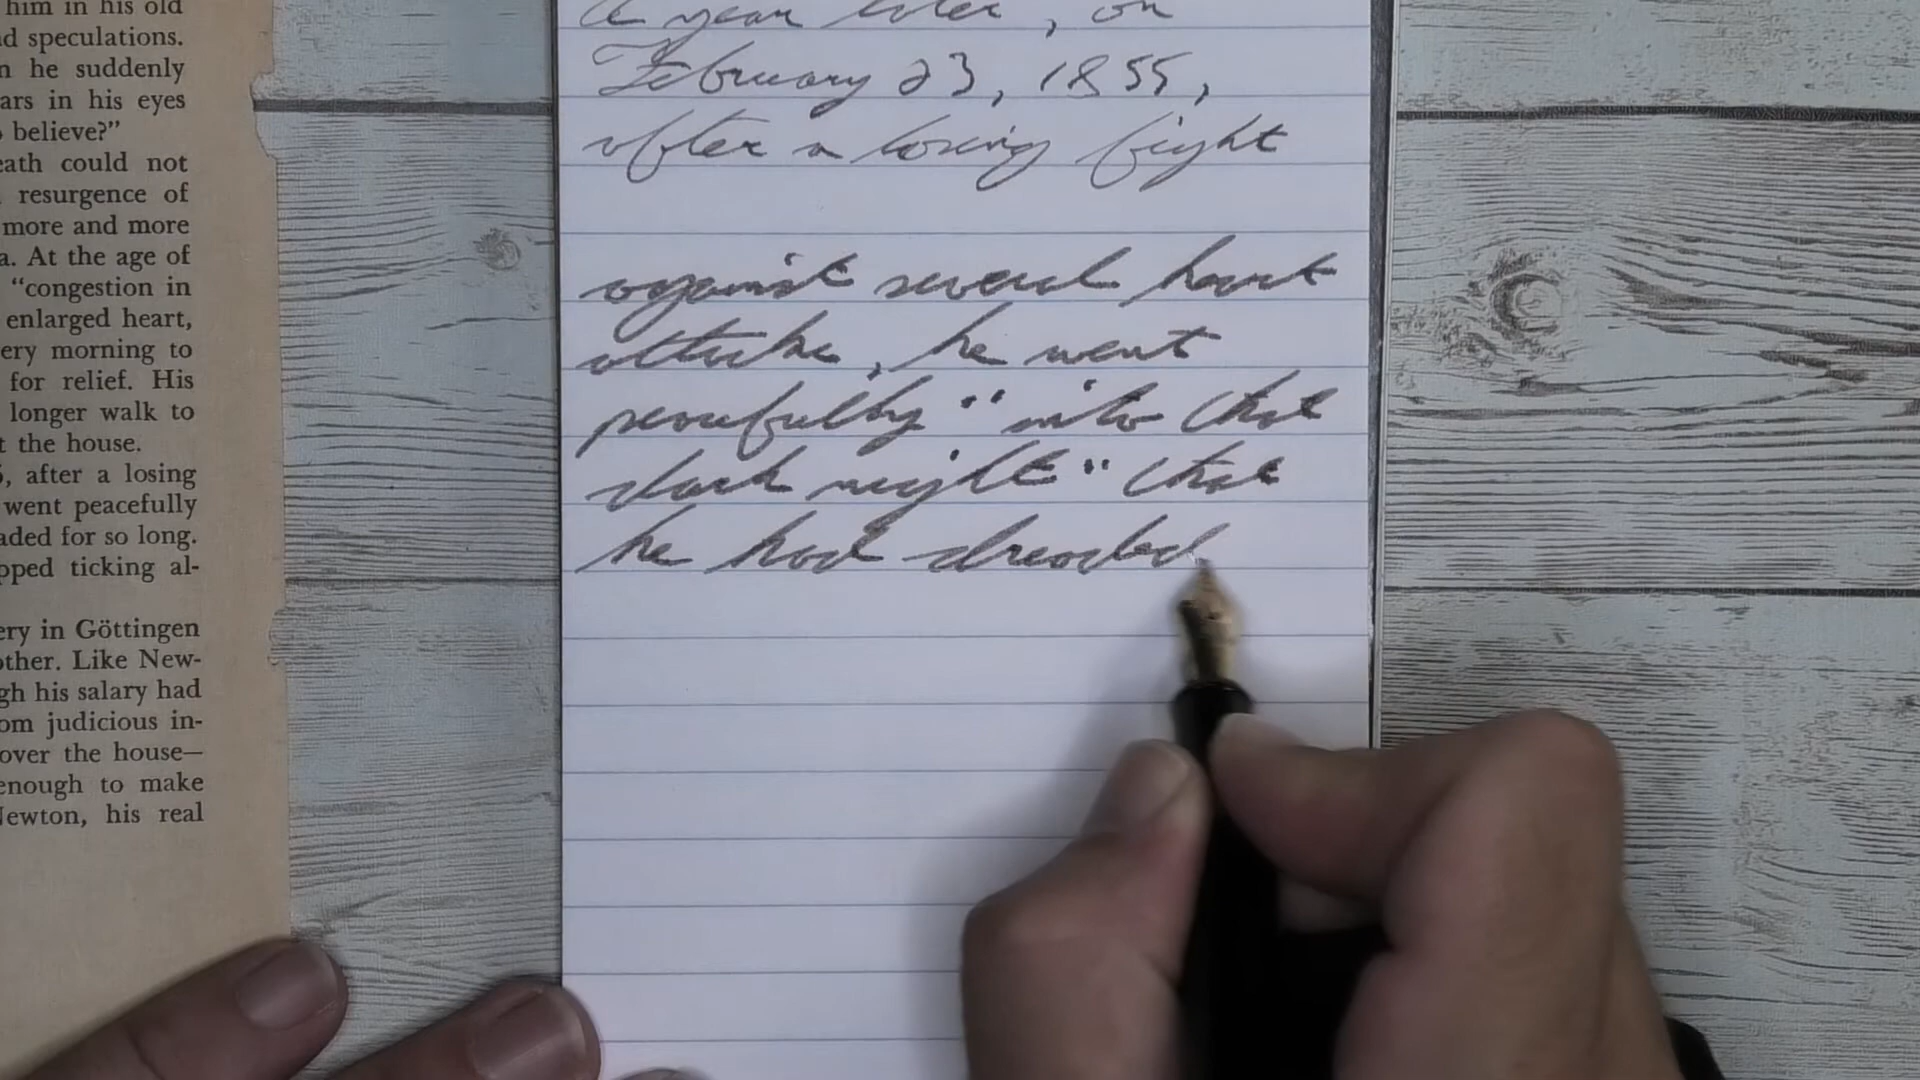 him in his old
d speculations.
n he suddenly
ars in his eyes
believe?”
eath could not
resurgence of
more and more
a. At the age of
“congestion in
enlarged heart,
ery morning to
for relief. His
longer walk to
t the house.
5, after a losing
went peacefully
aded for so long.
pped ticking al-
ery in Göttingen
other. Like New-
gh his salary had
om judicious in-
over the house—
enough to make
Newton, his real
A year later, on
February 23, 1855,
after a losing fight
against several heart
attacks, he went
peacefully "into that
dark night" that
he had dreaded